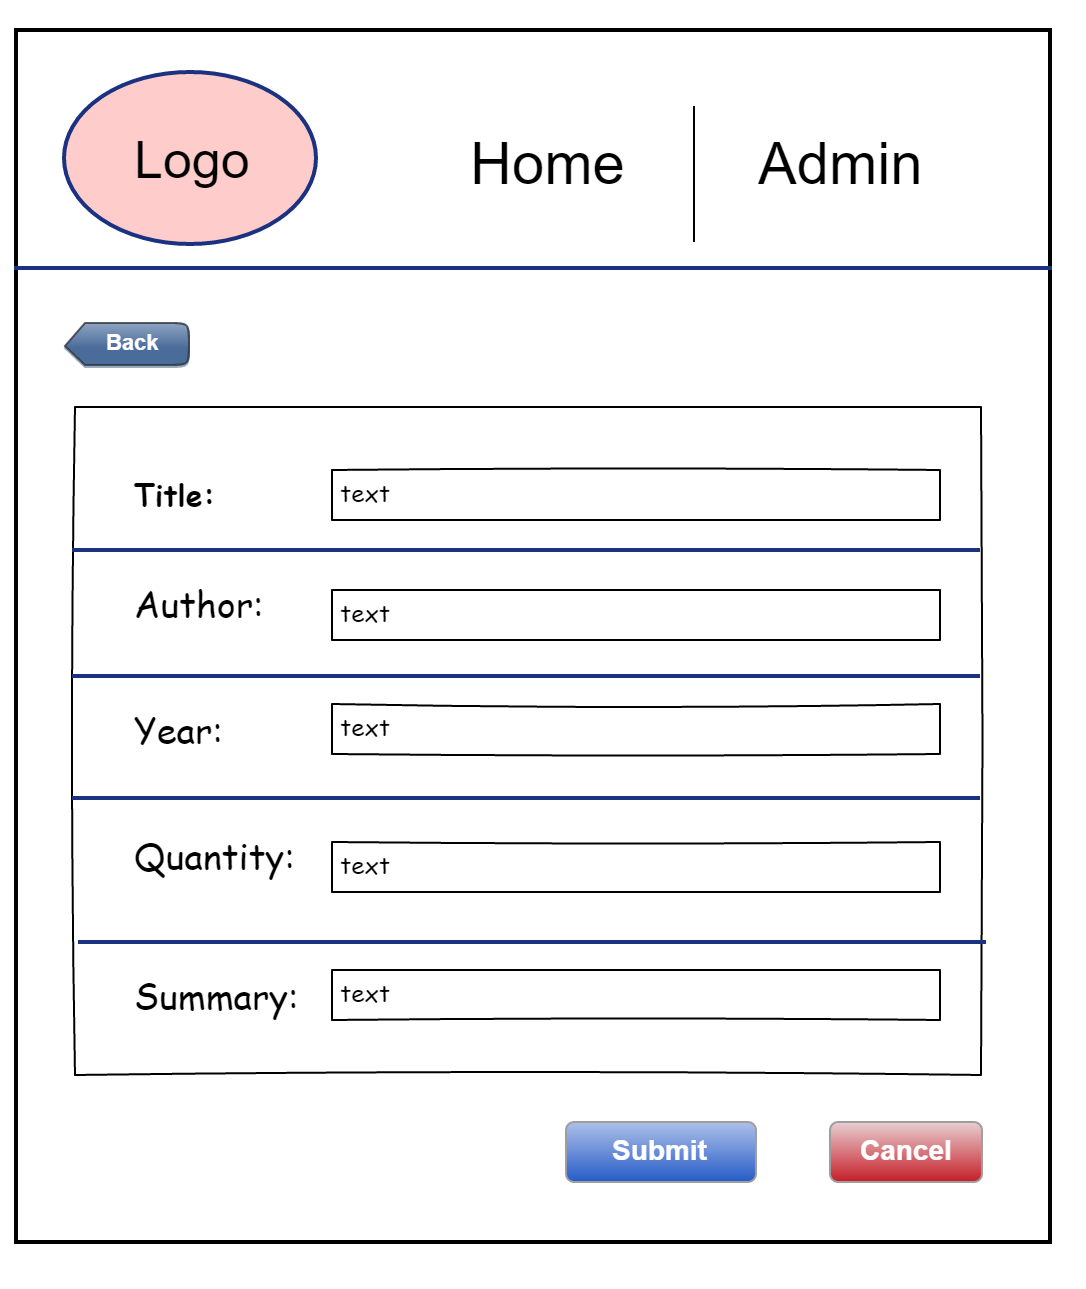 Logo
Home
Admin
Back
Title:
text
Author:
text
Year:
text
Quantity:
text
Summary:
text
Submit
Cancel